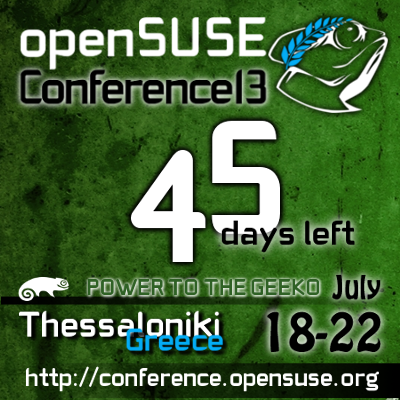 openSUSE
Conference13
45
days left
POWER TO THE GEEKO
July
Thessaloniki
18-22
Greece
http://conference.opensuse.org